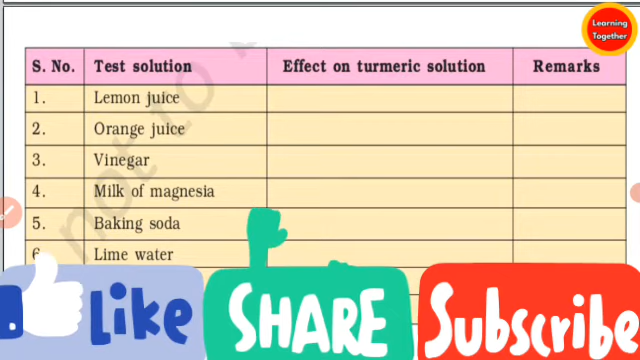 Learning
Together
S. No. Test solution Effect on turmeric solution Remarks
1. Lemon juice
2. Orange juice
3. Vinegar
4. Milk of magnesia
5. Baking soda
6. Lime water
Like SHARE Subscribe